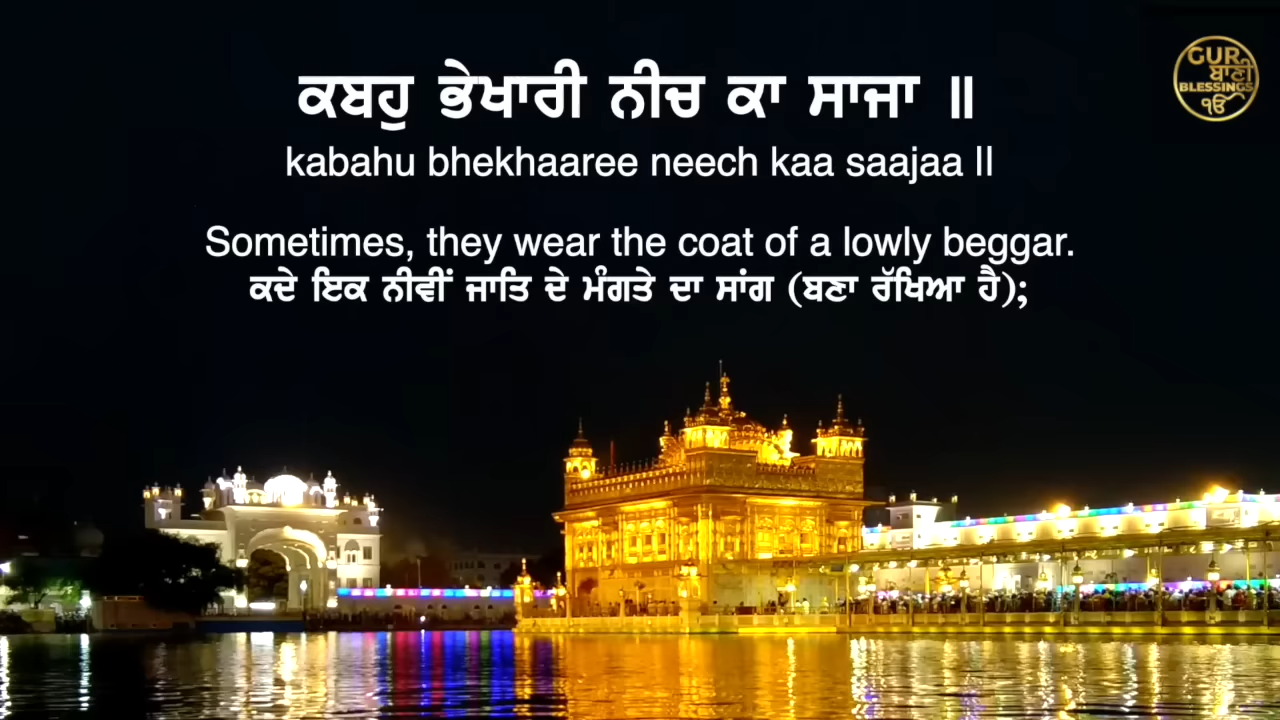 ਕਬਹੁ ਭੇਖਾਰੀ ਨੀਚ ਕਾ ਸਾਜਾ ॥
kabahu bhekhaaree neech kaa saajaa ||
Sometimes, they wear the coat of a lowly beggar.
ਕਦੇ ਇਕ ਨੀਵੀਂ ਜਾਤਿ ਦੇ ਮੰਗਤੇ ਦਾ ਸਾਂਗ (ਬਣਾ ਰੱਖਿਆ ਹੈ);
GUR
ਬਾਣੀ
BLESSINGS
ੴ